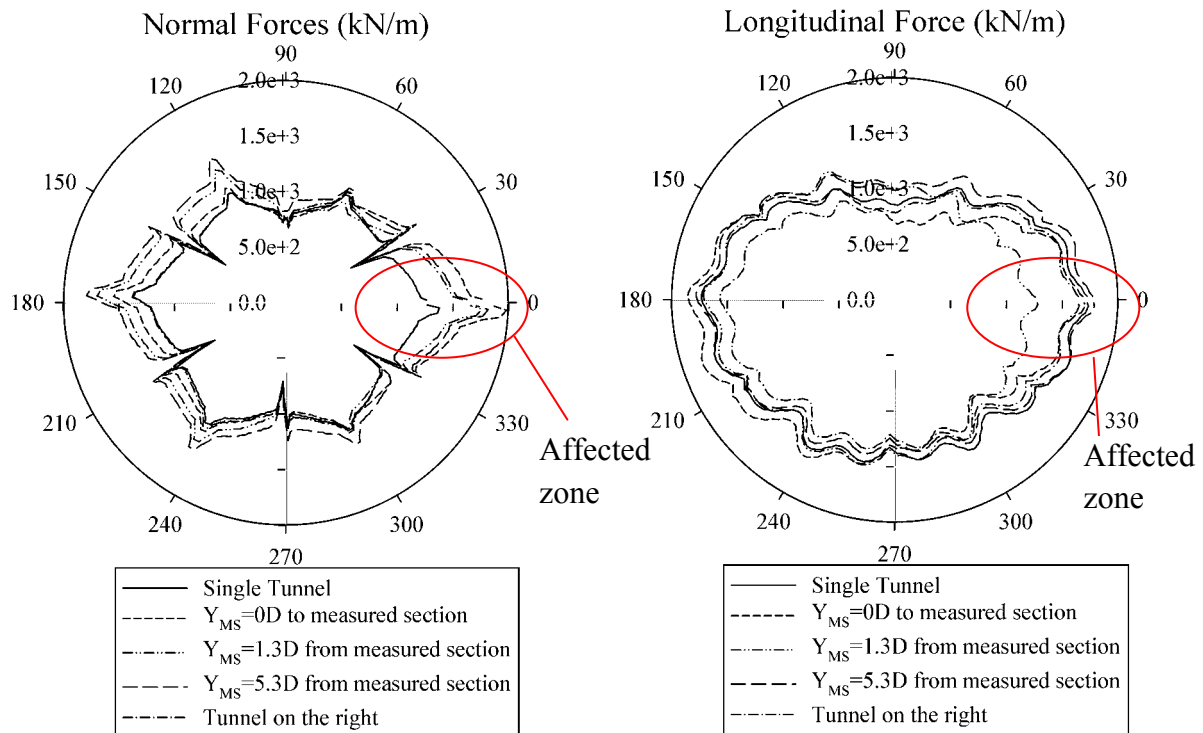 Normal Forces (kN/m)
90
120
60
2.0e+3
1.5e+3
150
30
1.0e+3
5.0e+2
180
0.0
0
210
330
240
300
270
Affected
zone
Single Tunnel
Y_MS=0D to measured section
Y_MS=1.3D from measured section
Y_MS=5.3D from measured section
Tunnel on the right
Longitudinal Force (kN/m)
90
120
60
2.0e+3
1.5e+3
150
30
1.0e+3
5.0e+2
180
0.0
0
210
330
240
300
270
Affected
zone
Single Tunnel
Y_MS=0D to measured section
Y_MS=1.3D from measured section
Y_MS=5.3D from measured section
Tunnel on the right